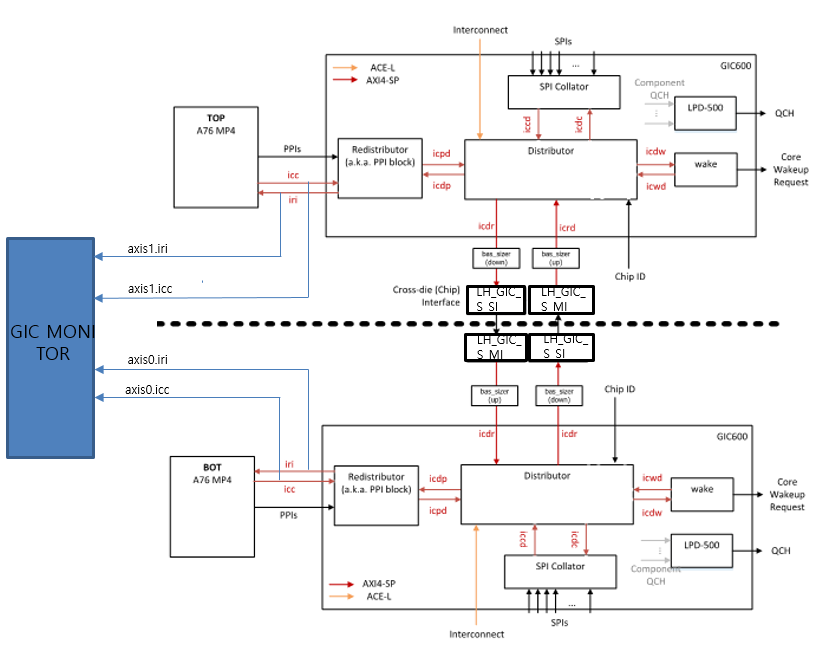 Interconnect
SPIs
...
GIC600
ACE-L
AXI4-SP
SPI Collator
Component
QCH
LPD-500
QCH
TOP
A76 MP4
PPIs
icc
iri
Redistributor
(a.k.a. PPI block)
icpd
icdp
iccd
icdc
Distributor
icdw
icwd
wake
Core
Wakeup
Request
icdr
icrd
bas_sizer
(down)
bas_sizer
(up)
Chip ID
axis1.iri
axis1.icc
Cross-die (Chip)
Interface
LH_GIC_
S_SI
LH_GIC_
S_MI
GIC MONI
TOR
LH_GIC_
S_MI
LH_GIC_
S_SI
axis0.iri
axis0.icc
bas_sizer
(up)
bas_sizer
(down)
Chip ID
icdr
icdr
GIC600
BOT
A76 MP4
iri
icc
PPIs
Redistributor
(a.k.a. PPI block)
icdp
icpd
Distributor
icwd
icdw
wake
Core
Wakeup
Request
iccd
icdc
LPD-500
QCH
Component
QCH
SPI Collator
AXI4-SP
ACE-L
...
SPIs
Interconnect